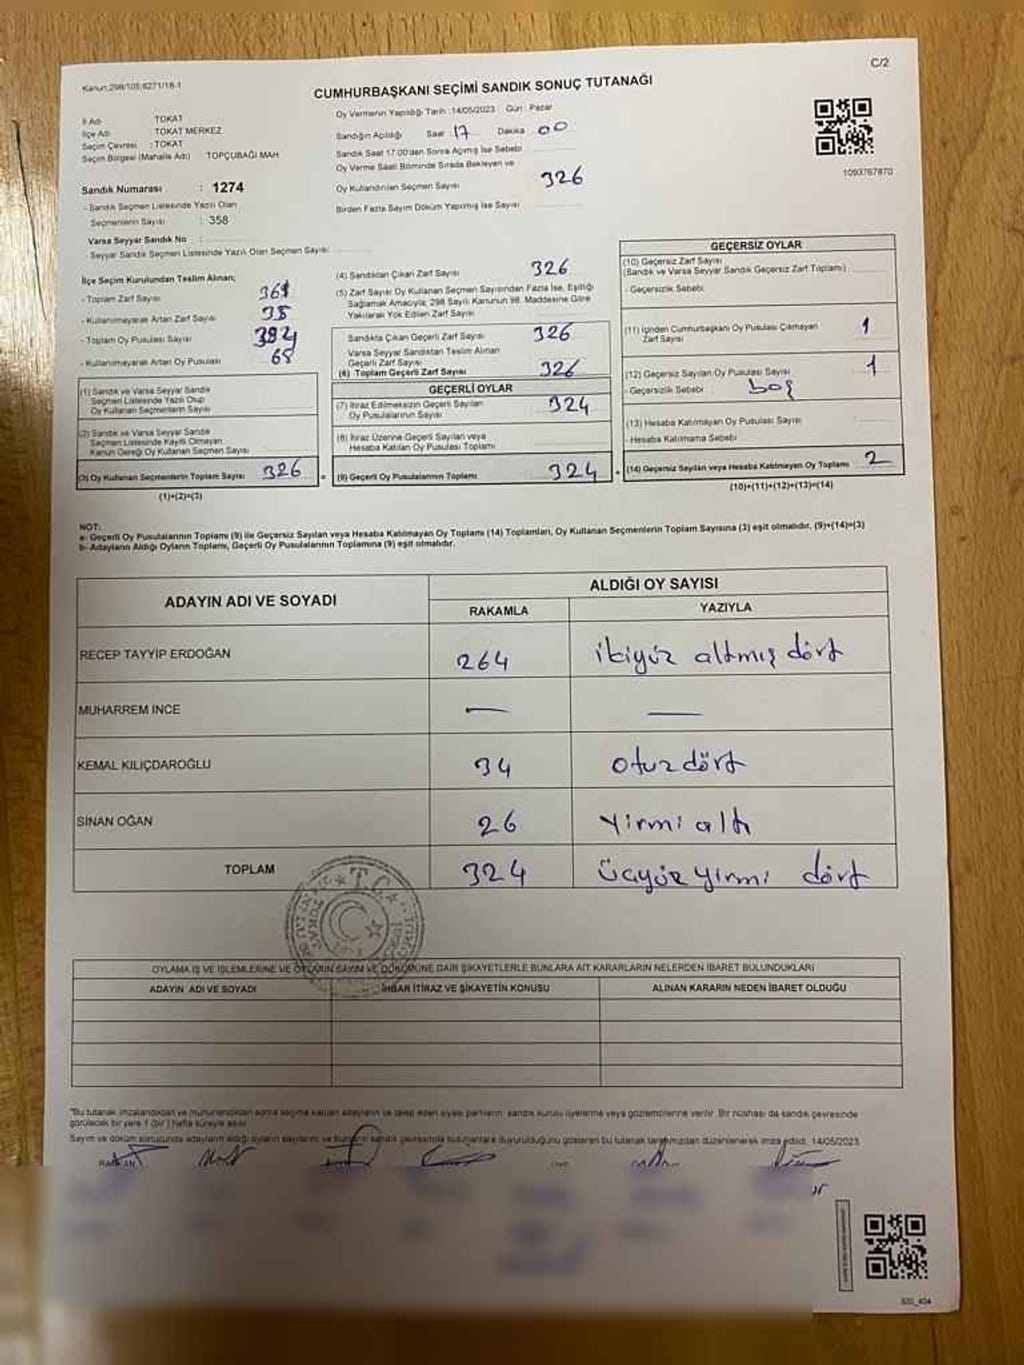 Kanun:298/105;6271/18-1
C/2
CUMHURBAŞKANI SEÇİMİ SANDIK SONUÇ TUTANAĞI
İl Adı TOKAT
İlçe Adı TOKAT MERKEZ
Seçim Çevresi : TOKAT
Seçim Bölgesi (Mahalle Adı) TOPÇUBAĞI MAH
Sandık Numarası : 1274
- Sandık Seçmen Listesinde Yazılı Olan
Seçmenlerin Sayısı : 358
Varsa Seyyar Sandık No :
- Seyyar Sandık Seçmen Listesinde Yazılı Olan Seçmen Sayısı
Oy Vermenin Yapıldığı Tarih : 14/05/2023 Gün : Pazar
Sandığın Açıldığı Saat 17 Dakika 00
Sandık Saat 17:00'den Sonra Açılmış İse Sebebi
Oy Verme Saati Bitiminde Sırada Bekleyen ve
Oy Kullandırılan Seçmen Sayısı 326
Birden Fazla Sayım Döküm Yapılmış İse Sayısı
1093767870
İlçe Seçim Kurulundan Teslim Alınan;
- Toplam Zarf Sayısı 361
- Kullanılmayarak Artan Zarf Sayısı 35
- Toplam Oy Pusulası Sayısı
- Kullanılmayarak Artan Oy Pusulası 68
(1) Sandık ve Varsa Seyyar Sandık
Seçmen Listesinde Yazılı Olup
Oy Kullanan Seçmenlerin Sayısı
(2) Sandık ve Varsa Seyyar Sandık
Seçmen Listesinde Kayıtlı Olmayan
Kanun Gereği Oy Kullanan Seçmen Sayısı
(3) Oy Kullanan Seçmenlerin Toplam Sayısı 326
(1)+(2)=(3)
(4) Sandıktan Çıkan Zarf Sayısı 326
(5) Zarf Sayısı Oy Kullanan Seçmen Sayısından Fazla İse, Eşitliği
Sağlamak Amacıyla; 298 Sayılı Kanunun 98. Maddesine Göre
Yakılarak Yok Edilen Zarf Sayısı
Sandıkta Çıkan Geçerli Zarf Sayısı 326
Varsa Seyyar Sandıktan Teslim Alınan
Geçerli Zarf Sayısı
(6) Toplam Geçerli Zarf Sayısı 326
GEÇERLİ OYLAR
(7) İtiraz Edilmeksizin Geçerli Sayılan
Oy Pusulalarının Sayısı 324
(8) İtiraz Üzerine Geçerli Sayılan veya
Hesaba Katılan Oy Pusulası Toplamı
= (9) Geçerli Oy Pusulalarının Toplamı 324
GEÇERSİZ OYLAR
(10) Geçersiz Zarf Sayısı
(Sandık ve Varsa Seyyar Sandık Geçersiz Zarf Toplamı)
- Geçersizlik Sebebi
(11) İçinden Cumhurbaşkanı Oy Pusulası Çıkmayan
Zarf Sayısı 1
(12) Geçersiz Sayılan Oy Pusulası Sayısı 1
- Geçersizlik Sebebi boş
(13) Hesaba Katılmayan Oy Pusulası Sayısı
- Hesaba Katılmama Sebebi
+ (14) Geçersiz Sayılan veya Hesaba Katılmayan Oy Toplamı 2
(10)+(11)+(12)+(13)=(14)
NOT:
a- Geçerli Oy Pusulalarının Toplamı (9) ile Geçersiz Sayılan veya Hesaba Katılmayan Oy Toplamı (14) Toplamları, Oy Kullanan Seçmenlerin Toplam Sayısına (3) eşit olmalıdır, (9)+(14)=(3)
b- Adayların Aldığı Oyların Toplamı, Geçerli Oy Pusulalarının Toplamına (9) eşit olmalıdır.
ADAYIN ADI VE SOYADI ALDIĞI OY SAYISI
RAKAMLA YAZIYLA
RECEP TAYYİP ERDOĞAN 264 ikiyüz altmış dört
MUHARREM İNCE — —
KEMAL KILIÇDAROĞLU 34 otuz dört
SİNAN OĞAN 26 Yirmi altı
TOPLAM 324 üçyüz yirmi dört
T.C.
OYLAMA İŞ VE İŞLEMLERİNE VE OYLARIN SAYIM VE DÖKÜMÜNE DAİR ŞİKAYETLERLE BUNLARA AİT KARARLARIN NELERDEN İBARET BULUNDUKLARI
ADAYIN ADI VE SOYADI İHBAR İTİRAZ VE ŞİKAYETİN KONUSU ALINAN KARARIN NEDEN İBARET OLDUĞU
"Bu tutanak imzalandıktan ve mühürlendikten sonra seçime katılan adayların ve talep eden siyasi partilerin sandık kurulu üyelerine veya gözlemcilerine verilir. Bir nüshası da sandık çevresinde
görülecek bir yere 1 (bir) hafta süreyle asılır.
Sayım ve döküm sonucunda adayların aldığı oyların sayılarını ve bunların sandık çevresinde bulunanlara duyurulduğunu gösteren bu tutanak tarafımızdan düzenlenerek imza edildi, 14/05/2023
BAŞKAN